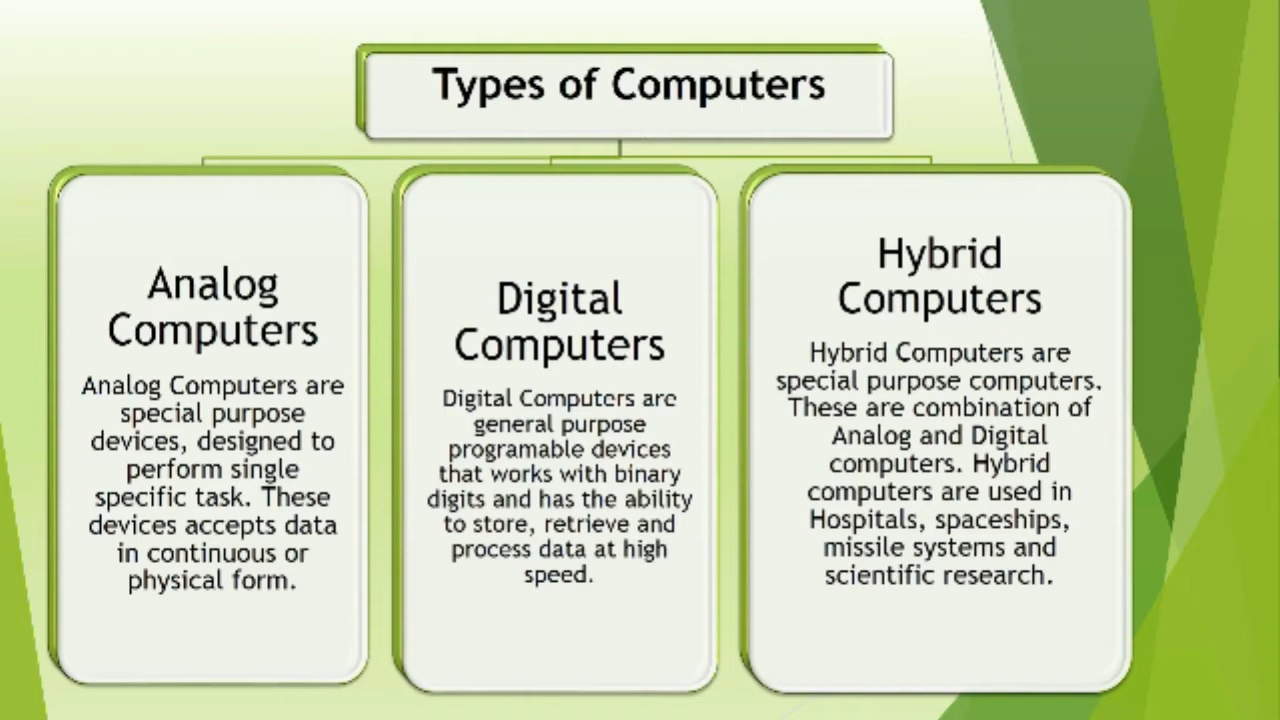 Types of Computers
Analog
Computers
Analog Computers are
special purpose
devices, designed to
perform single
specific task. These
devices accepts data
in continuous or
physical form.
Digital
Computers
Digital Computers are
general purpose
programable devices
that works with binary
digits and has the ability
to store, retrieve and
process data at high
speed.
Hybrid
Computers
Hybrid Computers are
special purpose computers.
These are combination of
Analog and Digital
computers. Hybrid
computers are used in
Hospitals, spaceships,
missile systems and
scientific research.